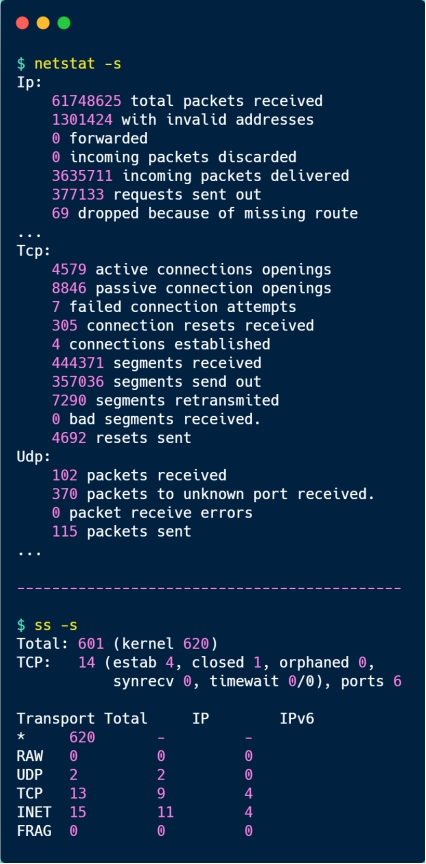 $ netstat -s
Ip:
    61748625 total packets received
    1301424 with invalid addresses
    0 forwarded
    0 incoming packets discarded
    3635711 incoming packets delivered
    377133 requests sent out
    69 dropped because of missing route
...
Tcp:
    4579 active connections openings
    8846 passive connection openings
    7 failed connection attempts
    305 connection resets received
    4 connections established
    444371 segments received
    357036 segments send out
    7290 segments retransmited
    0 bad segments received.
    4692 resets sent
Udp:
    102 packets received
    370 packets to unknown port received.
    0 packet receive errors
    115 packets sent
...
--------------------------------------------
$ ss -s
Total: 601 (kernel 620)
TCP:   14 (estab 4, closed 1, orphaned 0,
           synrecv 0, timewait 0/0), ports 6
Transport Total     IP        IPv6
*     620       -         -
RAW   0         0         0
UDP   2         2         0
TCP   13        9         4
INET  15        11        4
FRAG  0         0         0